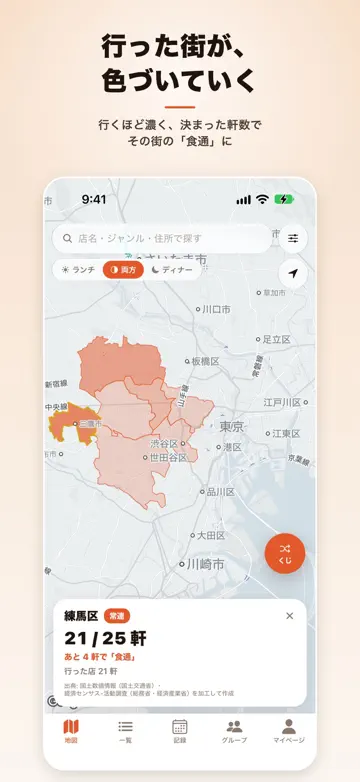 行った街が、
色づいていく
行くほど濃く、決まった軒数で
その街の「食通」に
9:41
店名・ジャンル・住所で探す
ランチ
両方
ディナー
さいたま市
草加市
川口市
足立区
板橋区
常磐線
新宿線
山手線
中央線
三鷹市
江戸川区
東京
渋谷区
港区
江東区
世田谷区
京葉線
品川区
大田区
川崎市
くじ
練馬区 常連
21 / 25 軒
あと 4 軒で「食通」
行った店 21 軒
出典: 国土数値情報（国土交通省）・
経済センサス-活動調査（総務省・経済産業省）を加工して作成
地図
一覧
記録
グループ
マイページ